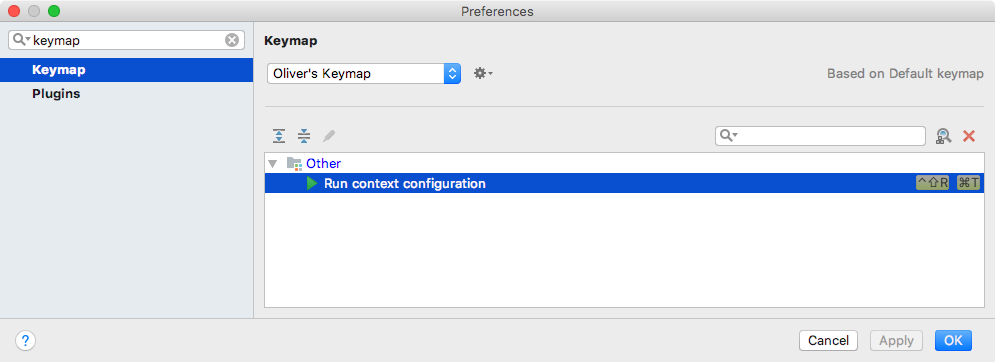 Preferences
keymap
Keymap
Plugins
Keymap
Oliver's Keymap
Based on Default keymap
Other
Run context configuration ^⇧R ⌘T
? Cancel Apply OK